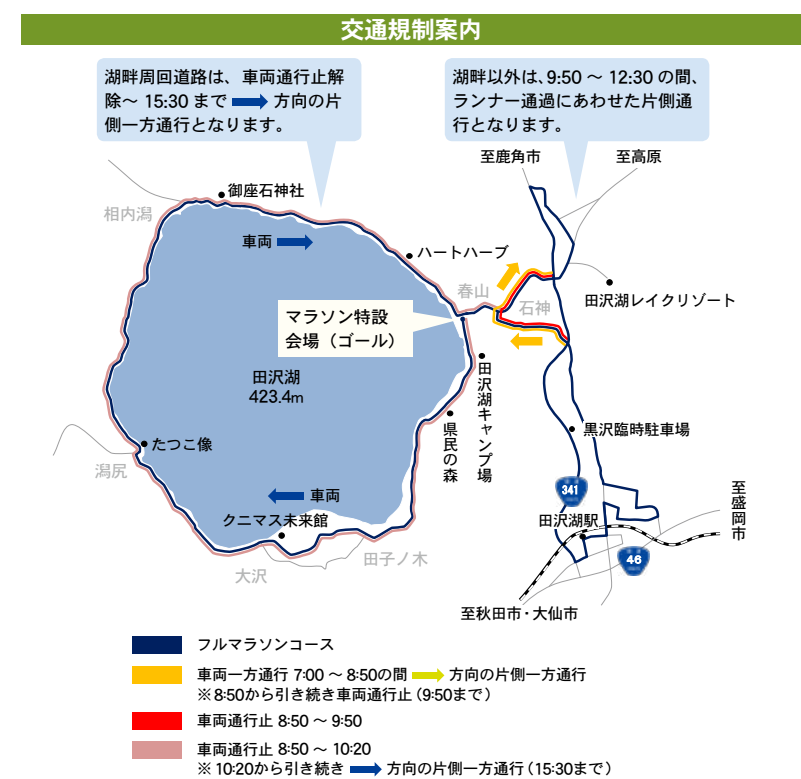 交通規制案内
湖畔周回道路は、車両通行止解
除～ 15:30 まで 方向の片
側一方通行となります。
湖畔以外は、9:50 ～ 12:30 の間、
ランナー通過にあわせた片側通
行となります。
至鹿角市
至高原
御座石神社
相内潟
車両
ハートハーブ
春山
石神
田沢湖レイクリゾート
マラソン特設
会場（ゴール）
田沢湖
423.4m
田沢湖キャンプ場
県民の森
黒沢臨時駐車場
たつこ像
潟尻
341
車両
クニマス未来館
田沢湖駅
至盛岡市
46
大沢
田子ノ木
至秋田市・大仙市
フルマラソンコース
車両一方通行 7:00 ～ 8:50の間 方向の片側一方通行
※8:50から引き続き車両通行止（9:50まで）
車両通行止 8:50 ～ 9:50
車両通行止 8:50 ～ 10:20
※ 10:20から引き続き 方向の片側一方通行（15:30まで）